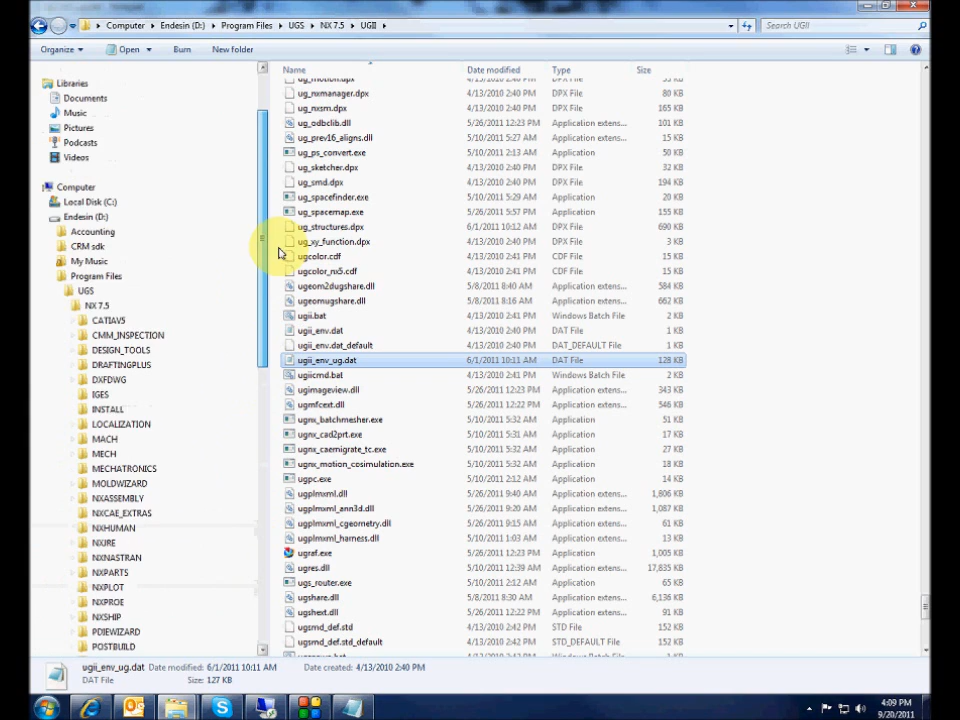 Computer ▸ Endesin (D:) ▸ Program Files ▸ UGS ▸ NX 7.5 ▸ UGII ▸
Search UGII
Organize ▾ Open ▾ Burn New folder
Name Date modified Type Size
Libraries
Documents
Music
Pictures
Podcasts
Videos
Computer
Local Disk (C:)
Endesin (D:)
Accounting
CRM sdk
My Music
Program Files
UGS
NX 7.5
CATIAV5
CMM_INSPECTION
DESIGN_TOOLS
DRAFTINGPLUS
DXFDWG
IGES
INSTALL
LOCALIZATION
MACH
MECH
MECHATRONICS
MOLDWIZARD
NXASSEMBLY
NXCAE_EXTRAS
NXHUMAN
NXJRE
NXNASTRAN
NXPARTS
NXPLOT
NXPROE
NXSHIP
PDIEWIZARD
POSTBUILD
ug_motion.dpx 4/13/2010 2:40 PM DPX File 53 KB
ug_nxmanager.dpx 4/13/2010 2:40 PM DPX File 80 KB
ug_nxsm.dpx 4/13/2010 2:40 PM DPX File 165 KB
ug_odbclib.dll 5/26/2011 12:23 PM Application extens... 101 KB
ug_prev16_aligns.dll 5/10/2011 5:27 AM Application extens... 15 KB
ug_ps_convert.exe 5/10/2011 2:13 AM Application 50 KB
ug_sketcher.dpx 4/13/2010 2:40 PM DPX File 32 KB
ug_smd.dpx 4/13/2010 2:40 PM DPX File 194 KB
ug_spacefinder.exe 5/10/2011 5:29 AM Application 20 KB
ug_spacemap.exe 5/26/2011 5:57 PM Application 155 KB
ug_structures.dpx 6/1/2011 10:12 AM DPX File 690 KB
ug_xy_function.dpx 4/13/2010 2:40 PM DPX File 3 KB
ugcolor.cdf 4/13/2010 2:41 PM CDF File 15 KB
ugcolor_nx5.cdf 4/13/2010 2:41 PM CDF File 15 KB
ugeom2dugshare.dll 5/8/2011 8:40 AM Application extens... 584 KB
ugeomugshare.dll 5/8/2011 8:16 AM Application extens... 662 KB
ugii.bat 4/13/2010 2:40 PM Windows Batch File 2 KB
ugii_env.dat 4/13/2010 2:40 PM DAT File 1 KB
ugii_env.dat_default 4/13/2010 2:40 PM DAT_DEFAULT File 1 KB
ugii_env_ug.dat 6/1/2011 10:11 AM DAT File 128 KB
ugiicmd.bat 4/13/2010 2:41 PM Windows Batch File 2 KB
ugimageview.dll 5/26/2011 12:23 PM Application extens... 343 KB
ugmfcext.dll 5/26/2011 12:22 PM Application extens... 546 KB
ugnx_batchmesher.exe 5/10/2011 5:32 AM Application 51 KB
ugnx_cad2prt.exe 5/10/2011 5:31 AM Application 17 KB
ugnx_caemigrate_tc.exe 5/10/2011 5:32 AM Application 27 KB
ugnx_motion_cosimulation.exe 5/10/2011 5:32 AM Application 18 KB
ugpc.exe 5/10/2011 2:12 AM Application 14 KB
ugplmxml.dll 5/26/2011 9:40 AM Application extens... 1,806 KB
ugplmxml_ann3d.dll 5/10/2011 9:20 AM Application extens... 1,087 KB
ugplmxml_cgeometry.dll 5/26/2011 9:15 AM Application extens... 61 KB
ugplmxml_harness.dll 5/10/2011 1:03 AM Application extens... 13 KB
ugraf.exe 5/26/2011 12:23 PM Application 1,005 KB
ugres.dll 5/10/2011 12:39 AM Application extens... 17,835 KB
ugs_router.exe 5/10/2011 2:12 AM Application 65 KB
ugshare.dll 5/8/2011 8:30 AM Application extens... 6,136 KB
ugshext.dll 5/26/2011 12:22 PM Application extens... 91 KB
ugsmd_def.std 4/13/2010 2:42 PM STD File 152 KB
ugsmd_def.std_default 4/13/2010 2:42 PM STD_DEFAULT File 152 KB
ugii_env_ug.dat Date modified: 6/1/2011 10:11 AM Date created: 4/13/2010 2:40 PM
DAT File Size: 127 KB
4:09 PM
9/20/2011